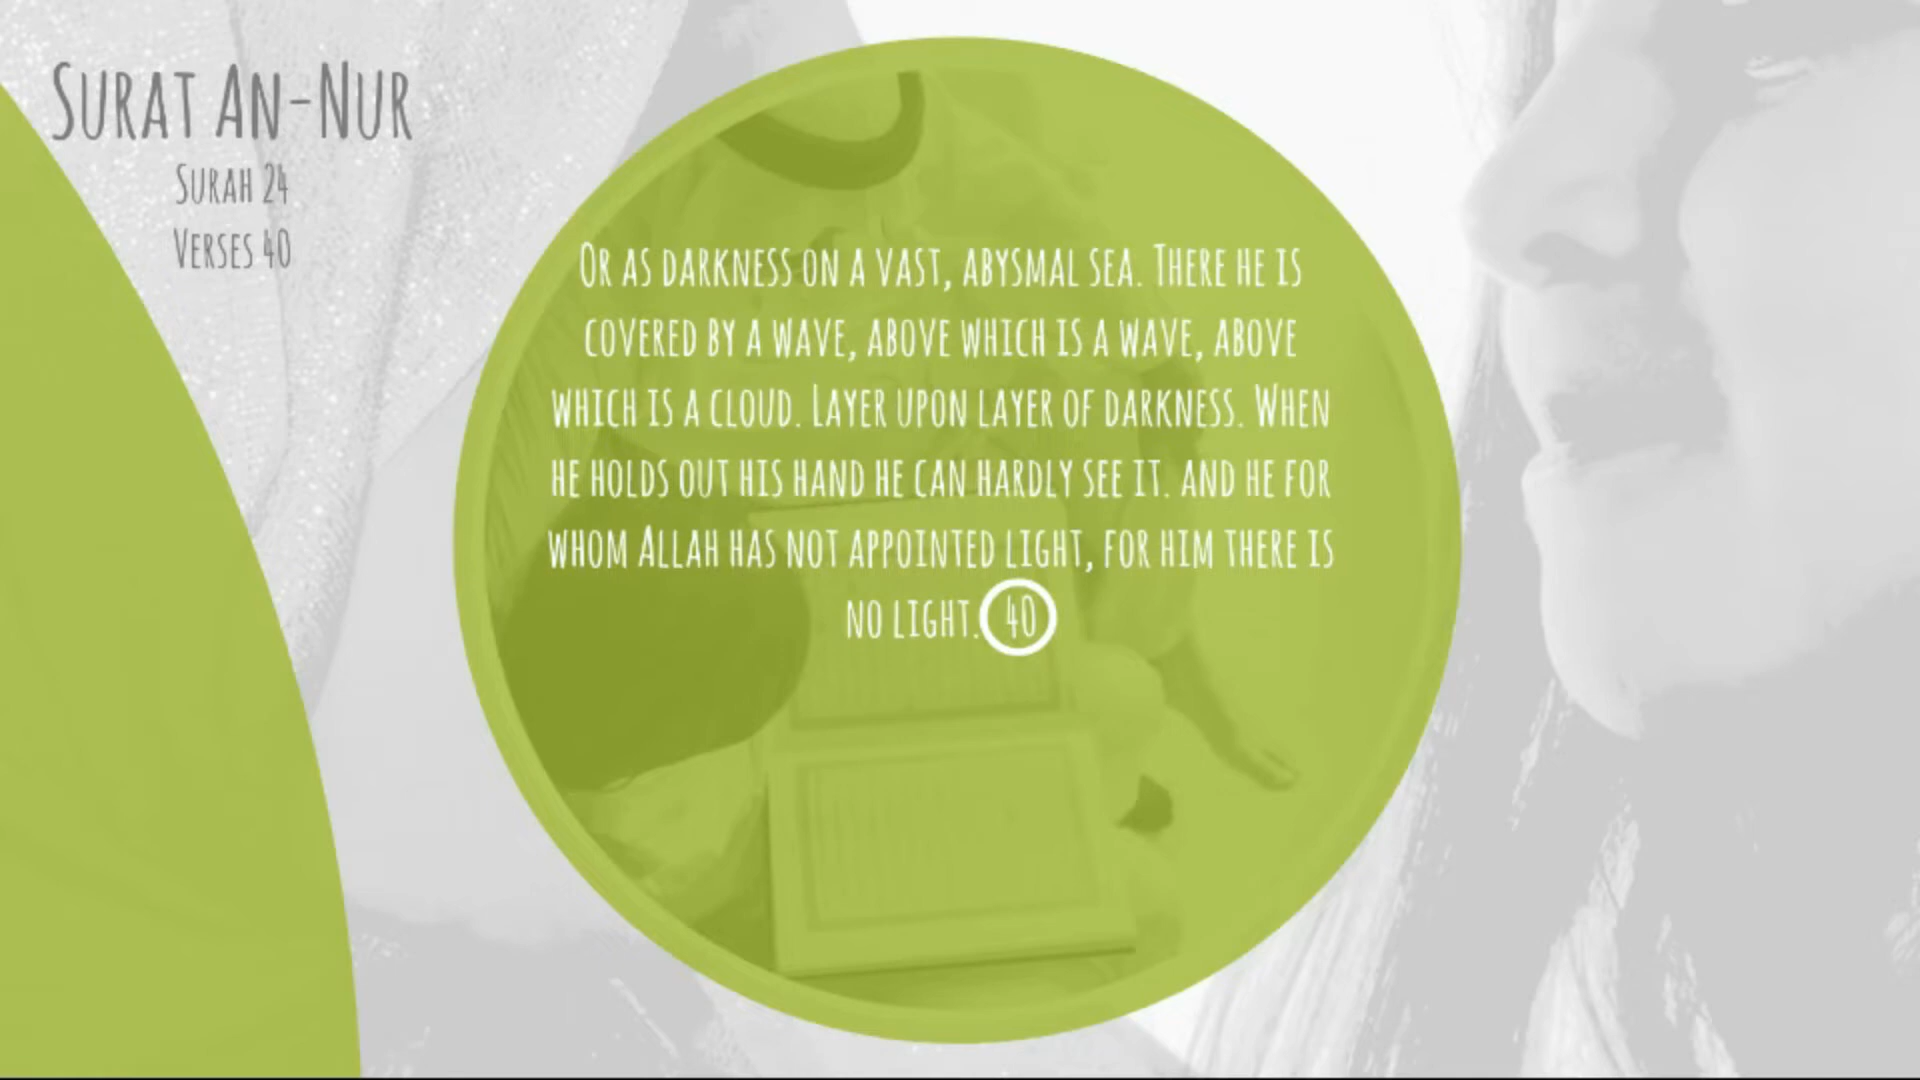 Surat An-Nur
Surah 24
Verses 40
Or as darkness on a vast, abysmal sea. There he is
covered by a wave, above which is a wave, above
which is a cloud. Layer upon layer of darkness. When
he holds out his hand he can hardly see it. and he for
whom Allah has not appointed light, for him there is
no light. 40